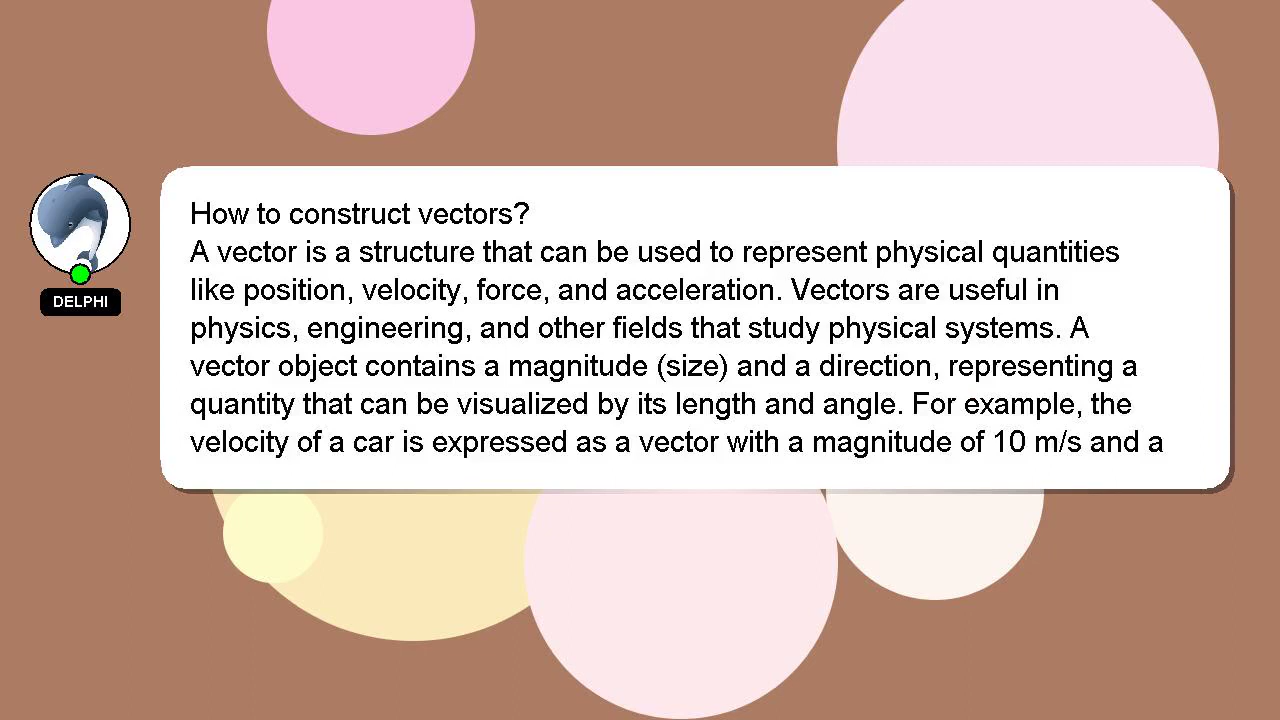 How to construct vectors?
A vector is a structure that can be used to represent physical quantities
like position, velocity, force, and acceleration. Vectors are useful in
physics, engineering, and other fields that study physical systems. A
vector object contains a magnitude (size) and a direction, representing a
quantity that can be visualized by its length and angle. For example, the
velocity of a car is expressed as a vector with a magnitude of 10 m/s and a
DELPHI